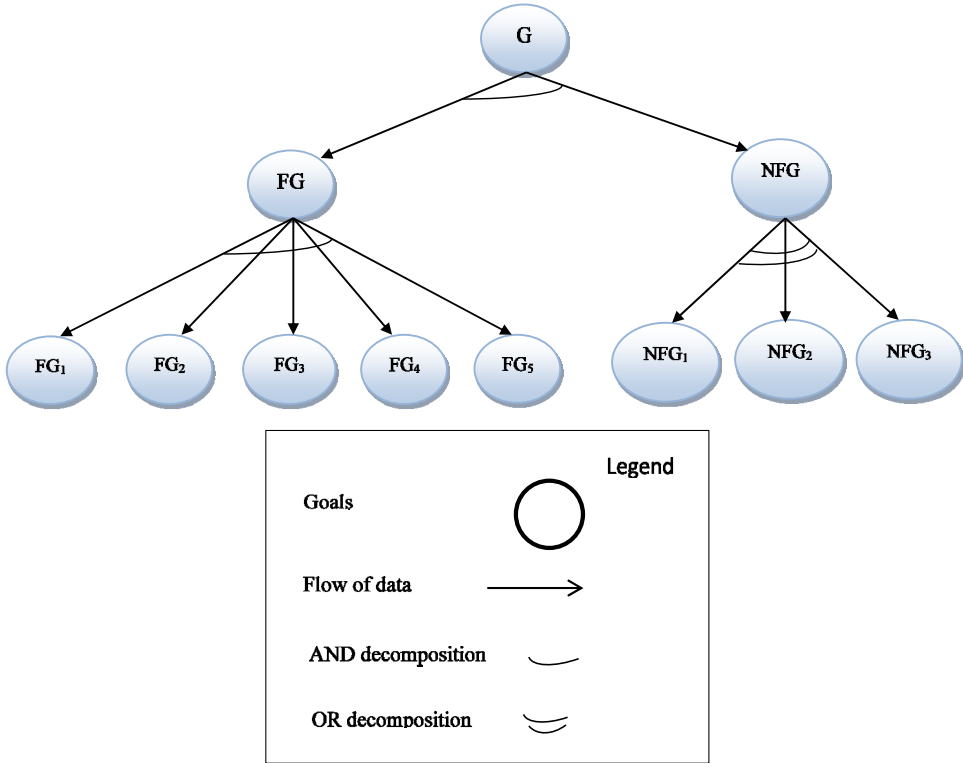 G
FG
NFG
FG₁ FG₂ FG₃ FG₄ FG₅ NFG₁ NFG₂ NFG₃
Legend
Goals
Flow of data
AND decomposition
OR decomposition